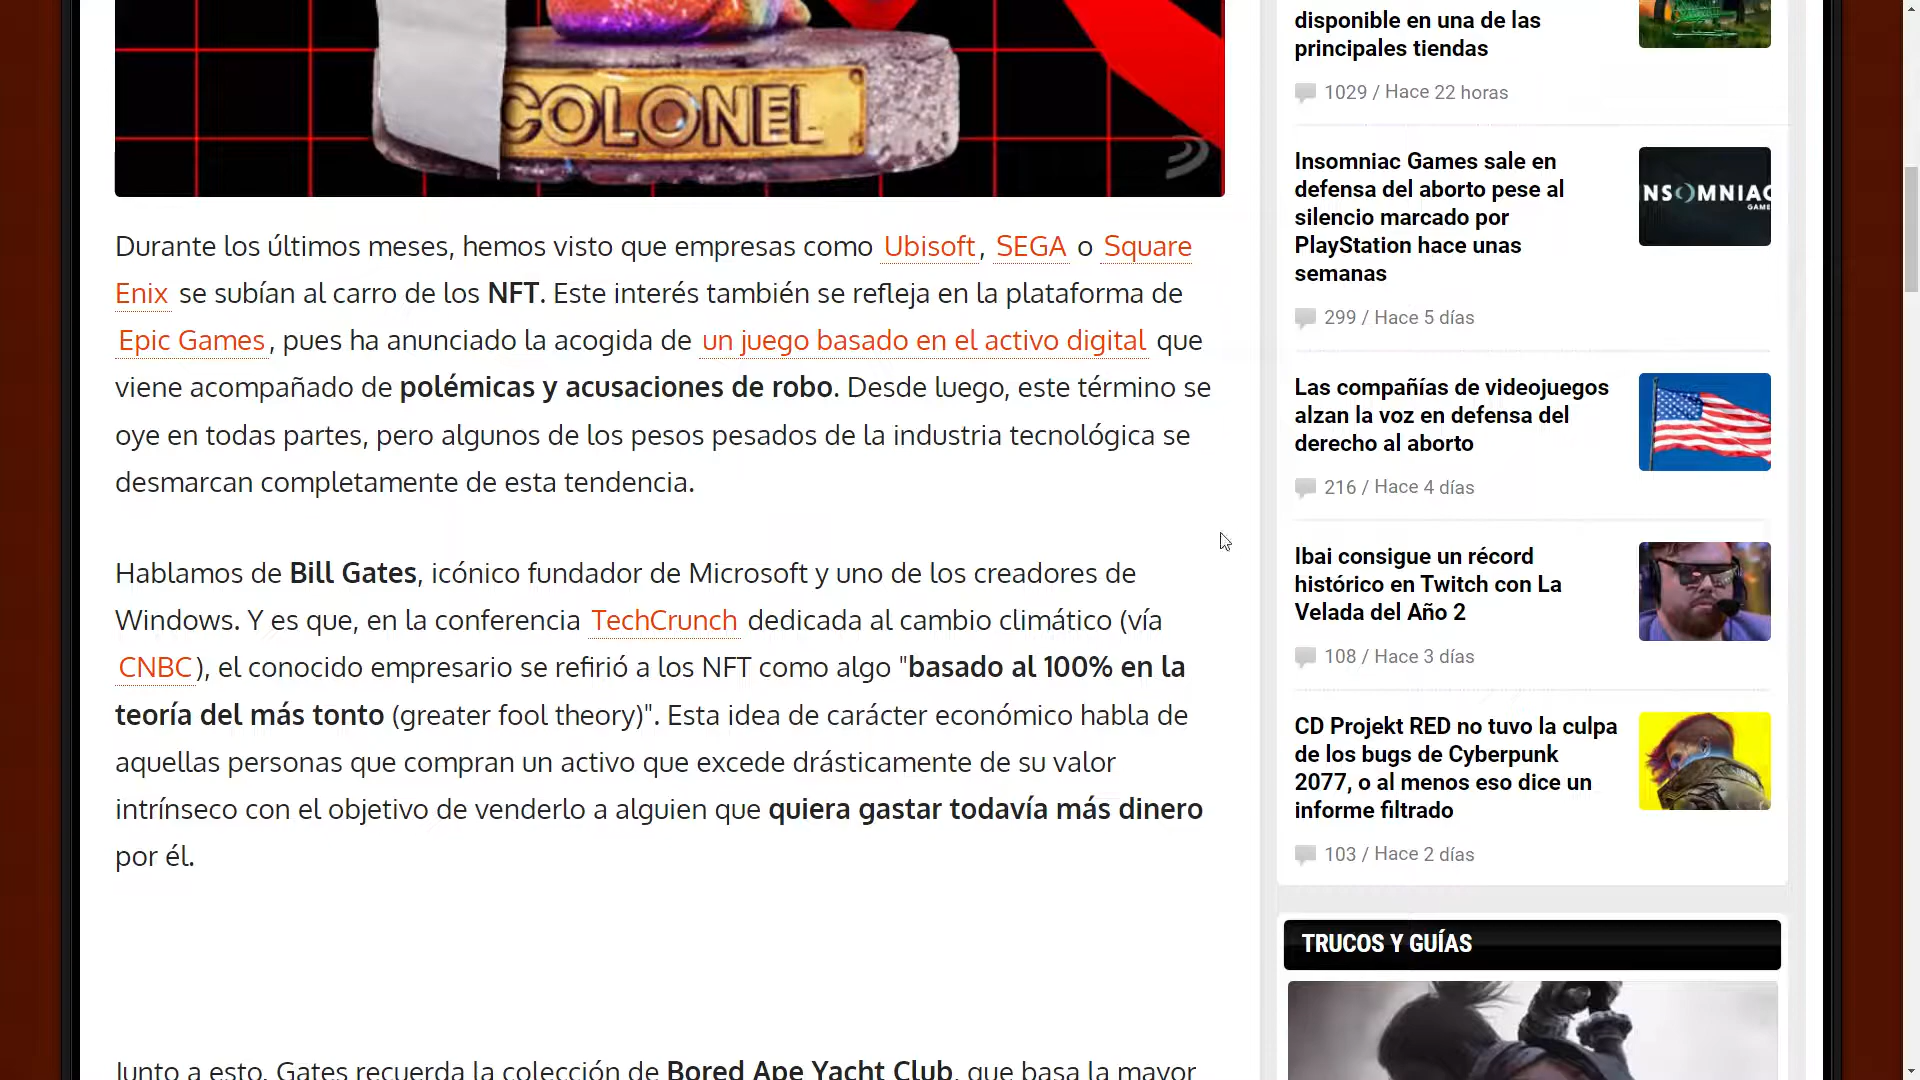 COLONEL
Durante los últimos meses, hemos visto que empresas como Ubisoft, SEGA o Square
Enix se subían al carro de los NFT. Este interés también se refleja en la plataforma de
Epic Games, pues ha anunciado la acogida de un juego basado en el activo digital que
viene acompañado de polémicas y acusaciones de robo. Desde luego, este término se
oye en todas partes, pero algunos de los pesos pesados de la industria tecnológica se
desmarcan completamente de esta tendencia.
Hablamos de Bill Gates, icónico fundador de Microsoft y uno de los creadores de
Windows. Y es que, en la conferencia TechCrunch dedicada al cambio climático (vía
CNBC), el conocido empresario se refirió a los NFT como algo "basado al 100% en la
teoría del más tonto (greater fool theory)". Esta idea de carácter económico habla de
aquellas personas que compran un activo que excede drásticamente de su valor
intrínseco con el objetivo de venderlo a alguien que quiera gastar todavía más dinero
por él.
Junto a esto, Gates recuerda la colección de Bored Ape Yacht Club, que basa la mayor
disponible en una de las
principales tiendas
1029 / Hace 22 horas
Insomniac Games sale en
defensa del aborto pese al
silencio marcado por
PlayStation hace unas
semanas
NSOMNIAC
GAME
299 / Hace 5 días
Las compañías de videojuegos
alzan la voz en defensa del
derecho al aborto
216 / Hace 4 días
Ibai consigue un récord
histórico en Twitch con La
Velada del Año 2
108 / Hace 3 días
CD Projekt RED no tuvo la culpa
de los bugs de Cyberpunk
2077, o al menos eso dice un
informe filtrado
103 / Hace 2 días
TRUCOS Y GUÍAS